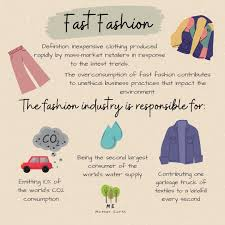 Fast Fashion
Definition: inexpensive clothing produced
rapidly by mass-market retailers in response
to the latest trends.
The overconsumption of fast fashion contributes
to unethical business practices that impact the
environment.
The fashion industry is responsible for:
CO₂
Emitting 10% of
the world's CO2
consumption
Being the second largest
consumer of the
world's water supply
Contributing one
garbage truck of
textiles to a landfill
every second
M E
Mother Earth